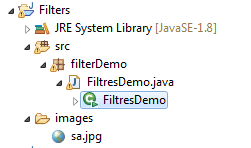 Filters
JRE System Library [JavaSE-1.8]
src
filterDemo
FiltresDemo.java
FiltresDemo
images
sa.jpg